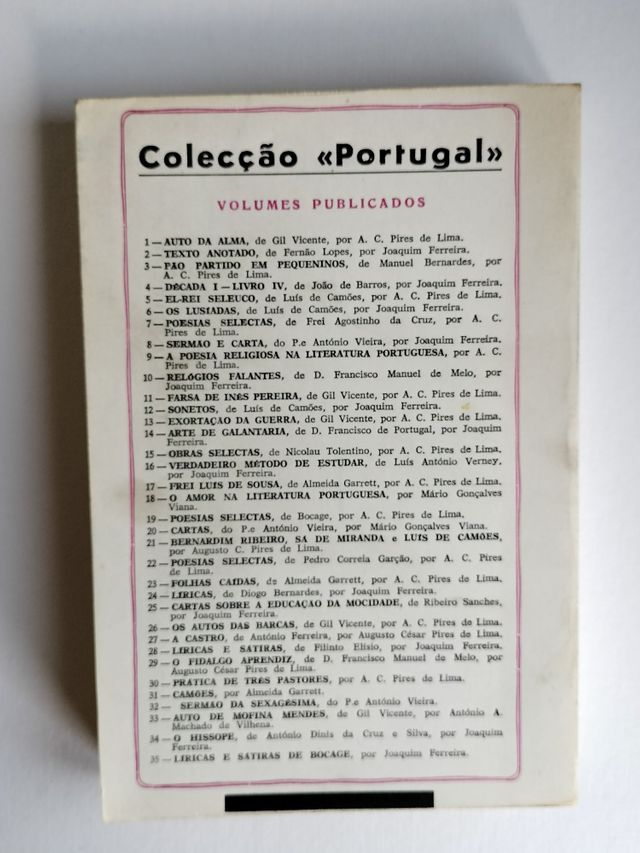 Colecção «Portugal»
VOLUMES PUBLICADOS
1 — AUTO DA ALMA, de Gil Vicente, por A. C. Pires de Lima.
2 — TEXTO ANOTADO, de Fernão Lopes, por Joaquim Ferreira.
3 — PÃO PARTIDO EM PEQUENINOS, de Manuel Bernardes, por
A. C. Pires de Lima.
4 — DÉCADA I — LIVRO IV, de João de Barros, por Joaquim Ferreira.
5 — EL-REI SELEUCO, de Luís de Camões, por A. C. Pires de Lima.
6 — OS LUSIADAS, de Luís de Camões, por Joaquim Ferreira.
7 — POESIAS SELECTAS, de Frei Agostinho da Cruz, por A. C.
Pires de Lima.
8 — SERMÃO E CARTA, do P.e António Vieira, por Joaquim Ferreira.
9 — A POESIA RELIGIOSA NA LITERATURA PORTUGUESA, por A. C.
Pires de Lima.
10 — RELÓGIOS FALANTES, de D. Francisco Manuel de Melo, por
Joaquim Ferreira.
11 — FARSA DE INÊS PEREIRA, de Gil Vicente, por A. C. Pires de Lima.
12 — SONETOS, de Luís de Camões, por Joaquim Ferreira.
13 — EXORTAÇÃO DA GUERRA, de Gil Vicente, por A. C. Pires de Lima.
14 — ARTE DE GALANTARIA, de D. Francisco de Portugal, por Joaquim
Ferreira.
15 — OBRAS SELECTAS, de Nicolau Tolentino, por A. C. Pires de Lima.
16 — VERDADEIRO MÉTODO DE ESTUDAR, de Luís António Verney,
por Joaquim Ferreira.
17 — FREI LUIS DE SOUSA, de Almeida Garrett, por A. C. Pires de Lima.
18 — O AMOR NA LITERATURA PORTUGUESA, por Mário Gonçalves
Viana.
19 — POESIAS SELECTAS, de Bocage, por A. C. Pires de Lima.
20 — CARTAS, do P.e António Vieira, por Mário Gonçalves Viana.
21 — BERNARDIM RIBEIRO, SÁ DE MIRANDA e LUÍS DE CAMÕES,
por Augusto C. Pires de Lima.
22 — POESIAS SELECTAS, de Pedro Correia Garção, por A. C. Pires
de Lima.
23 — FOLHAS CAÍDAS, de Almeida Garrett, por A. C. Pires de Lima.
24 — LÍRICAS, de Diogo Bernardes, por Joaquim Ferreira.
25 — CARTAS SOBRE A EDUCAÇÃO DA MOCIDADE, de Ribeiro Sanches,
por Joaquim Ferreira.
26 — OS AUTOS DAS BARCAS, de Gil Vicente, por A. C. Pires de Lima.
27 — A CASTRO, de António Ferreira, por Augusto César Pires de Lima.
28 — LÍRICAS E SÁTIRAS, de Filinto Elísio, por Joaquim Ferreira.
29 — O FIDALGO APRENDIZ, de D. Francisco Manuel de Melo, por
Augusto César Pires de Lima.
30 — PRÁTICA DE TRÊS PASTORES, por A. C. Pires de Lima.
31 — CAMÕES, por Almeida Garrett.
32 — SERMÃO DA SEXAGÉSIMA, do P.e António Vieira.
33 — AUTO DE MOFINA MENDES, de Gil Vicente, por António A.
Machado de Vilhena.
34 — O HISSOPE, de António Dinis da Cruz e Silva, por Joaquim
Ferreira.
35 — LÍRICAS E SÁTIRAS DE BOCAGE, por Joaquim Ferreira.